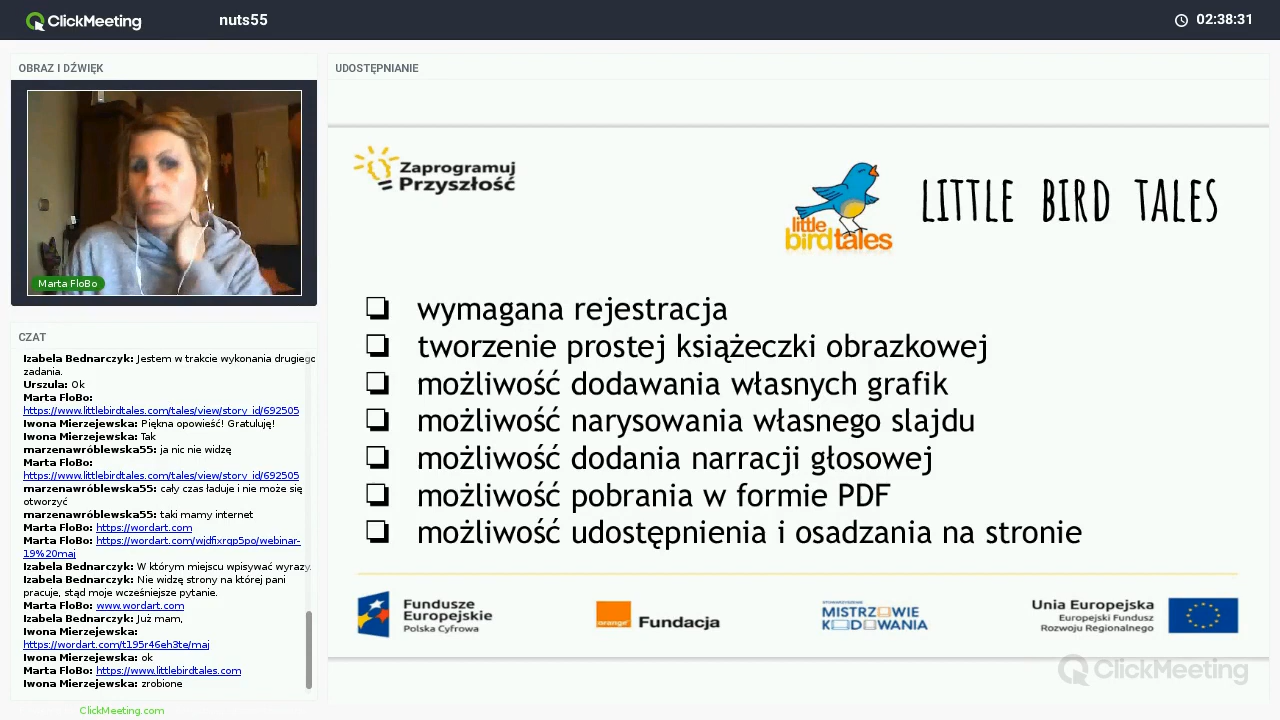 ClickMeeting
nuts55
02:38:31
OBRAZ I DŹWIĘK
Marta FloBo
CZAT
Izabela Bednarczyk: Jestem w trakcie wykonania drugiego
zadania.
Urszula: Ok
Marta FloBo:
https://www.littlebirdtales.com/tales/view/story_id/692505
Iwona Mierzejewska: Piękna opowieść! Gratuluję!
Iwona Mierzejewska: Tak
marzenawróblewska55: ja nic nie widzę
Marta FloBo:
https://www.littlebirdtales.com/tales/view/story_id/692505
marzenawróblewska55: cały czas ładuje i nie może się
otworzyć
marzenawróblewska55: taki mamy internet
Marta FloBo: https://wordart.com
Marta FloBo: https://wordart.com/wjdfixrqp5po/webinar-
19%20maj
Izabela Bednarczyk: W którym miejscu wpisywać wyrazy.
Izabela Bednarczyk: Nie widzę strony na której pani
pracuje, stąd moje wcześniejsze pytanie.
Marta FloBo: www.wordart.com
Izabela Bednarczyk: Już mam,
Iwona Mierzejewska:
https://wordart.com/t195r46eh3te/maj
Iwona Mierzejewska: ok
Marta FloBo: https://www.littlebirdtales.com
Iwona Mierzejewska: zrobione
ClickMeeting.com
UDOSTĘPNIANIE
Zaprogramuj
Przyszłość
little
birdtales
LITTLE BIRD TALES
❏ wymagana rejestracja
❏ tworzenie prostej książeczki obrazkowej
❏ możliwość dodawania własnych grafik
❏ możliwość narysowania własnego slajdu
❏ możliwość dodania narracji głosowej
❏ możliwość pobrania w formie PDF
❏ możliwość udostępnienia i osadzania na stronie
Fundusze
Europejskie
Polska Cyfrowa
orange
Fundacja
STOWARZYSZENIE
MISTRZOWIE
KODOWANIA
Unia Europejska
Europejski Fundusz
Rozwoju Regionalnego
ClickMeeting